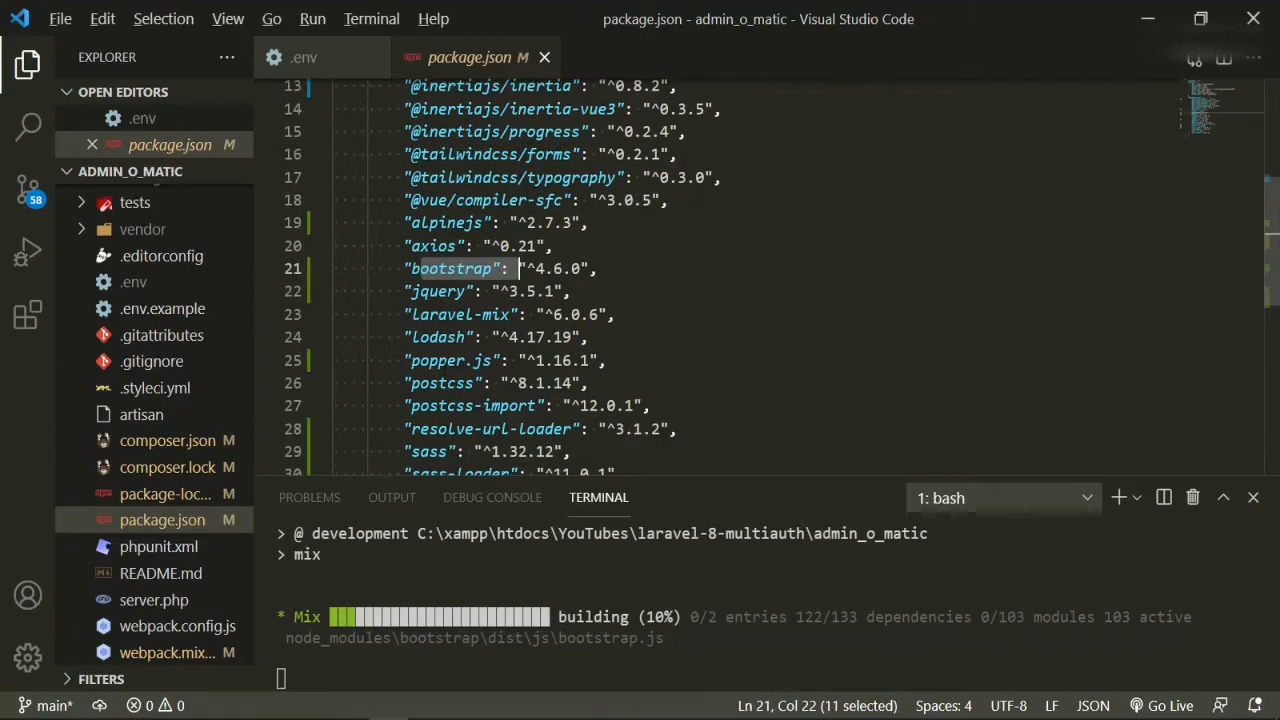 File Edit Selection View Go Run Terminal Help package.json - admin_o_matic - Visual Studio Code
EXPLORER
.env
package.json M
OPEN EDITORS
.env
package.json M
ADMIN_O_MATIC
tests
vendor
.editorconfig
.env
.env.example
.gitattributes
.gitignore
.styleci.yml
artisan
composer.json M
composer.lock M
package-loc... M
package.json M
phpunit.xml
README.md
server.php
webpack.config.js
webpack.mix... M
FILTERS
58
13 "@inertiajs/inertia": "^0.8.2",
14 "@inertiajs/inertia-vue3": "^0.3.5",
15 "@inertiajs/progress": "^0.2.4",
16 "@tailwindcss/forms": "^0.2.1",
17 "@tailwindcss/typography": "^0.3.0",
18 "@vue/compiler-sfc": "^3.0.5",
19 "alpinejs": "^2.7.3",
20 "axios": "^0.21",
21 "bootstrap": "^4.6.0",
22 "jquery": "^3.5.1",
23 "laravel-mix": "^6.0.6",
24 "lodash": "^4.17.19",
25 "popper.js": "^1.16.1",
26 "postcss": "^8.1.14",
27 "postcss-import": "^12.0.1",
28 "resolve-url-loader": "^3.1.2",
29 "sass": "^1.32.12",
30 "sass-loader": "^11.0.1"
PROBLEMS OUTPUT DEBUG CONSOLE TERMINAL 1: bash
> @ development C:\xampp\htdocs\YouTubes\laravel-8-multiauth\admin_o_matic
> mix
* Mix building (10%) 0/2 entries 122/133 dependencies 0/103 modules 103 active
node_modules\bootstrap\dist\js\bootstrap.js
main* 0 0 Ln 21, Col 22 (11 selected) Spaces: 4 UTF-8 LF JSON Go Live